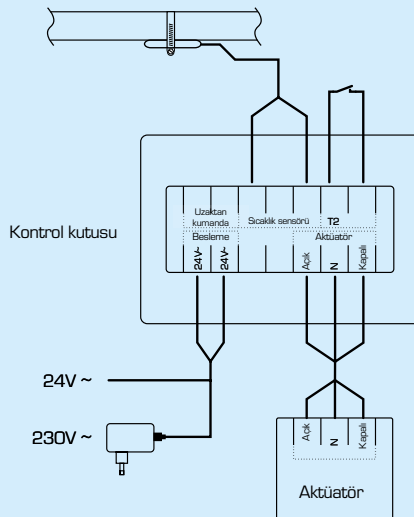 Uzaktan
kumanda
Sıcaklık sensörü
T2
Kontrol kutusu
Besleme
Aktüatör
24V~
24V~
Açık
N
Kapalı
24V ~
230V ~
Açık
N
Kapalı
Aktüatör